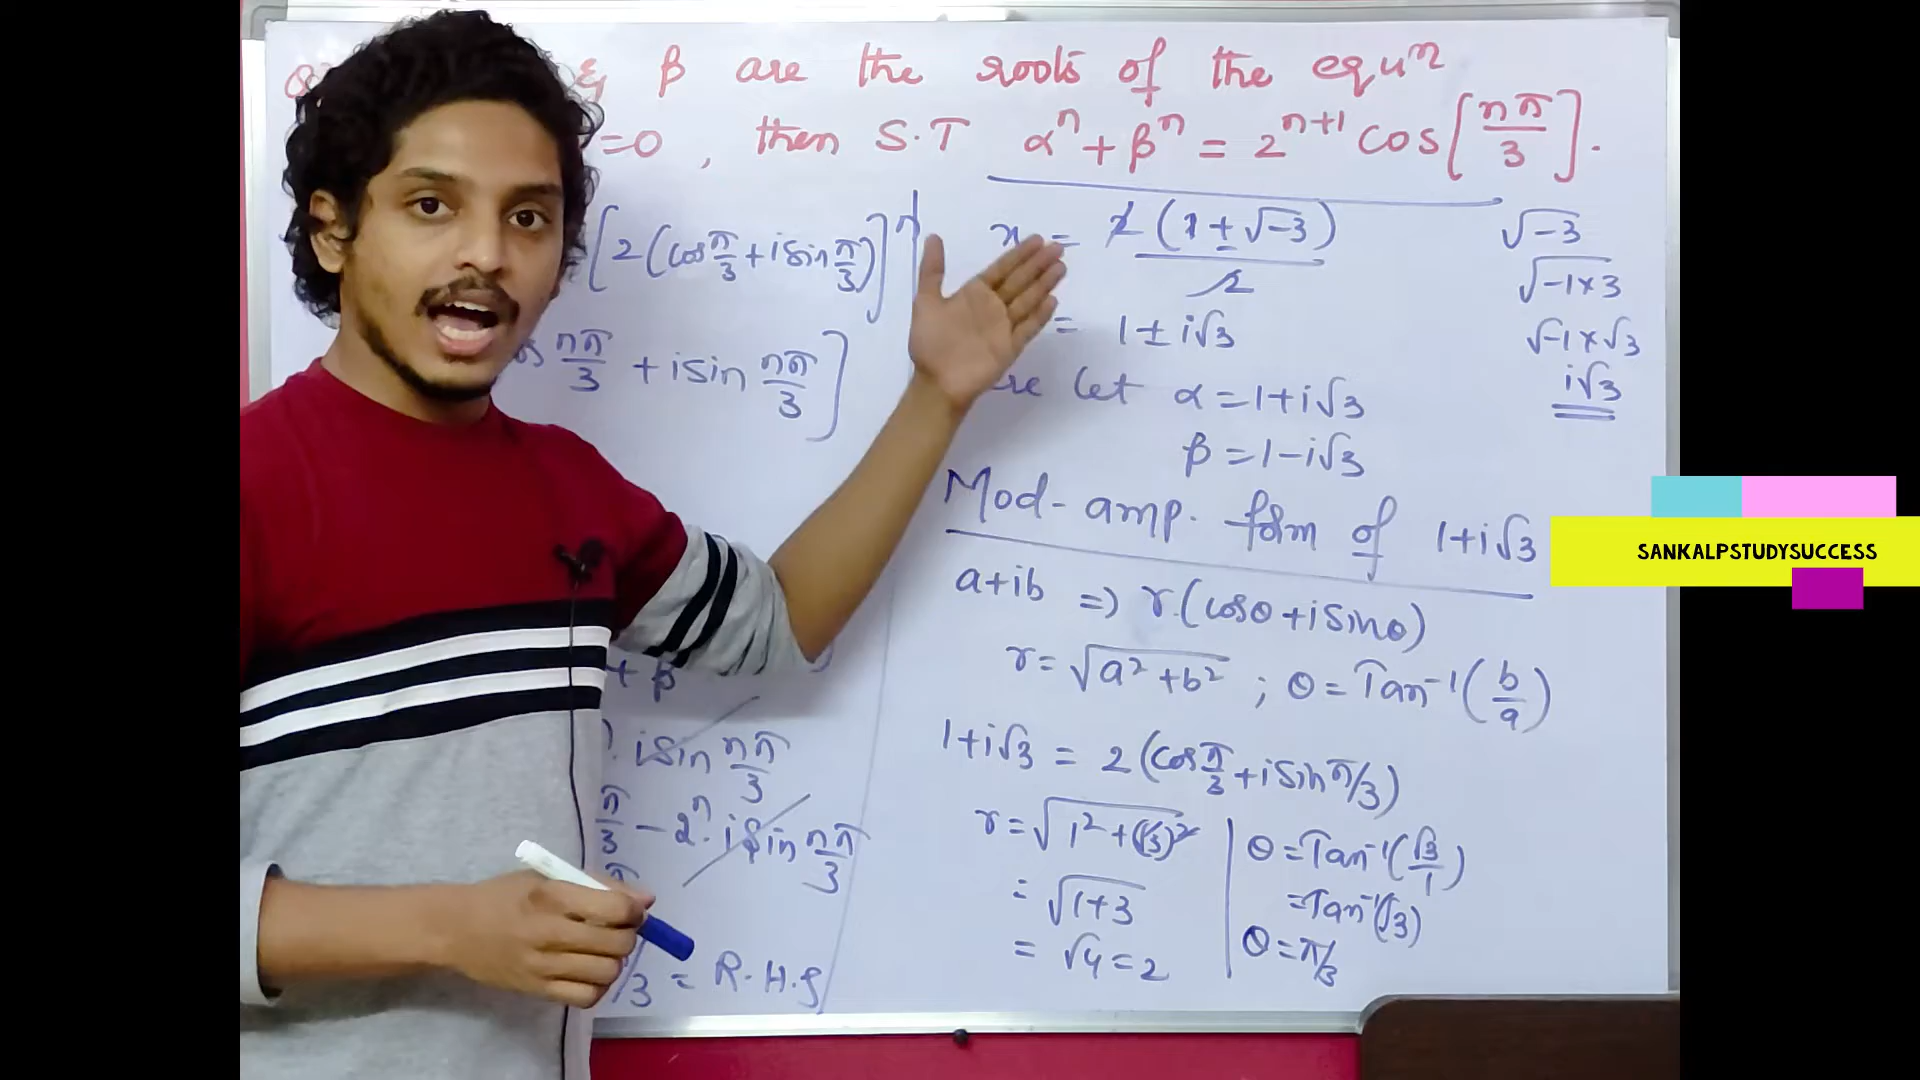 & β are the roots of the equⁿ
=0 , then S.T αⁿ + βⁿ = 2ⁿ⁺¹ cos[nπ/3].
[2(cos π/3 + i sin π/3)]ⁿ
nπ/3 + i sin nπ/3]
+ β
i sin nπ/3
π/3 – 2ⁿ. i sin nπ/3
/3 = R.H.S
x = 2(1 ± √-3)/2
= 1 ± i√3
let α = 1+i√3
β = 1-i√3
√-3
√-1×3
√-1×√3
i√3
Mod-amp. form of 1+i√3
a+ib ⇒ r.(cosθ + i sinθ)
r = √a²+b² ; θ = Tan⁻¹(b/a)
1+i√3 = 2(cos π/3 + i sin π/3)
r = √1²+(√3)²
= √1+3
= √4 = 2
θ = Tan⁻¹(√3/1)
= Tan⁻¹(√3)
θ = π/3
SANKALPSTUDYSUCCESS